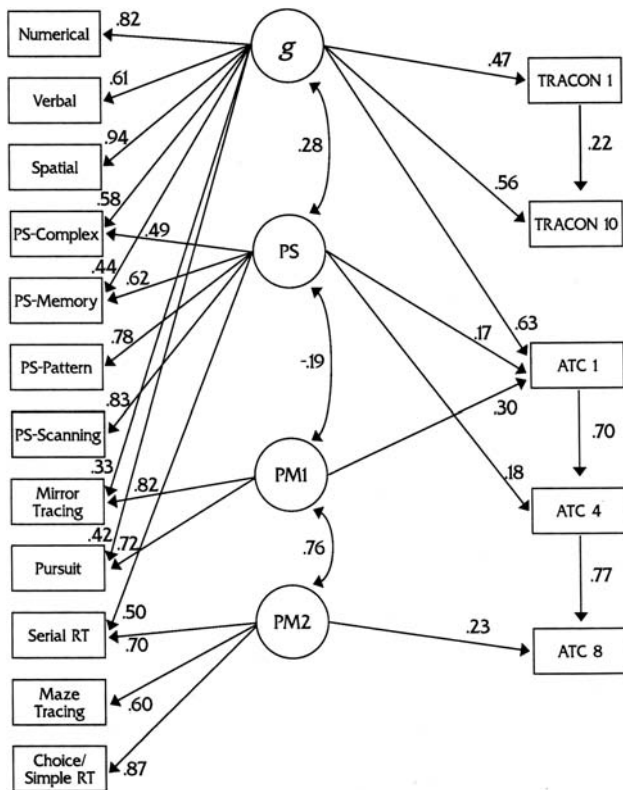 .82
Numerical
g
.61
.47
TRACON 1
Verbal
.94
.28
.22
Spatial
.58
.56
PS-Complex
.49
TRACON 10
.44
.62
PS
PS-Memory
.78
.17
.63
PS-Pattern
-.19
ATC 1
.83
.30
PS-Scanning
.33
.70
Mirror
Tracing
.82
PM1
.18
ATC 4
.42
.72
Pursuit
.76
.77
.50
Serial RT
.70
PM2
.23
ATC 8
Maze
Tracing
.60
Choice/
Simple RT
.87